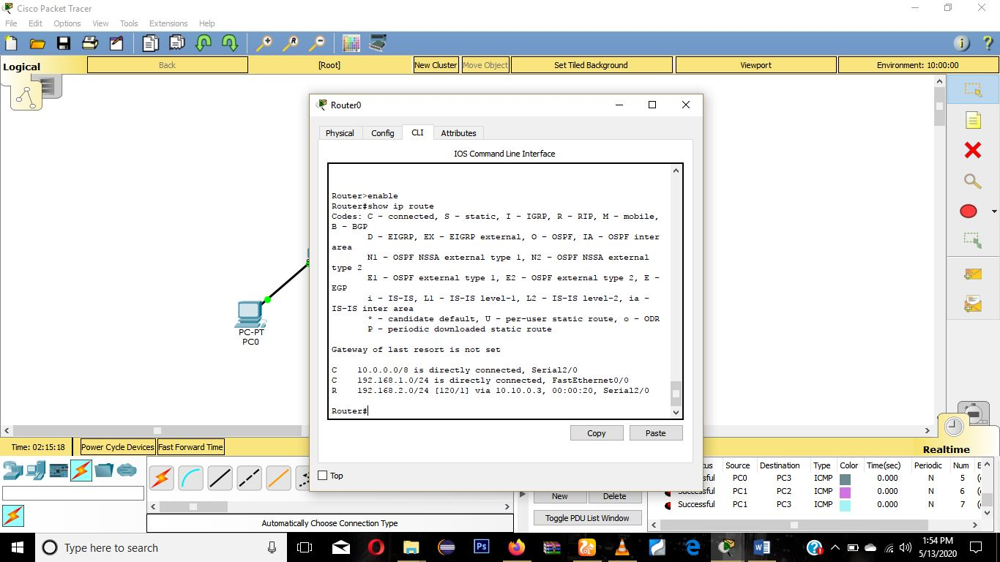 Cisco Packet Tracer
File Edit Options View Tools Extensions Help
Logical
Back
[Root]
New Cluster
Move Object
Set Tiled Background
Viewport
Environment: 10:00:00
Router0
Physical Config CLI Attributes
IOS Command Line Interface
Router>enable
Router#show ip route
Codes: C - connected, S - static, I - IGRP, R - RIP, M - mobile,
B - BGP
D - EIGRP, EX - EIGRP external, O - OSPF, IA - OSPF inter
area
N1 - OSPF NSSA external type 1, N2 - OSPF NSSA external
type 2
E1 - OSPF external type 1, E2 - OSPF external type 2, E -
EGP
i - IS-IS, L1 - IS-IS level-1, L2 - IS-IS level-2, ia -
IS-IS inter area
* - candidate default, U - per-user static route, o - ODR
P - periodic downloaded static route
Gateway of last resort is not set
C 10.0.0.0/8 is directly connected, Serial2/0
C 192.168.1.0/24 is directly connected, FastEthernet0/0
R 192.168.2.0/24 [120/1] via 10.10.0.3, 00:00:20, Serial2/0
Router#
Copy Paste
Top
PC-PT
PC0
Time: 02:15:18
Power Cycle Devices
Fast Forward Time
Realtime
Automatically Choose Connection Type
New Delete
Toggle PDU List Window
Source Destination Type Color Time(sec) Periodic Num
PC0 PC3 ICMP 0.000 N 5
Successful PC1 PC2 ICMP 0.000 N 6
Successful PC1 PC3 ICMP 0.000 N 7
Type here to search
Ps
1:54 PM
5/13/2020